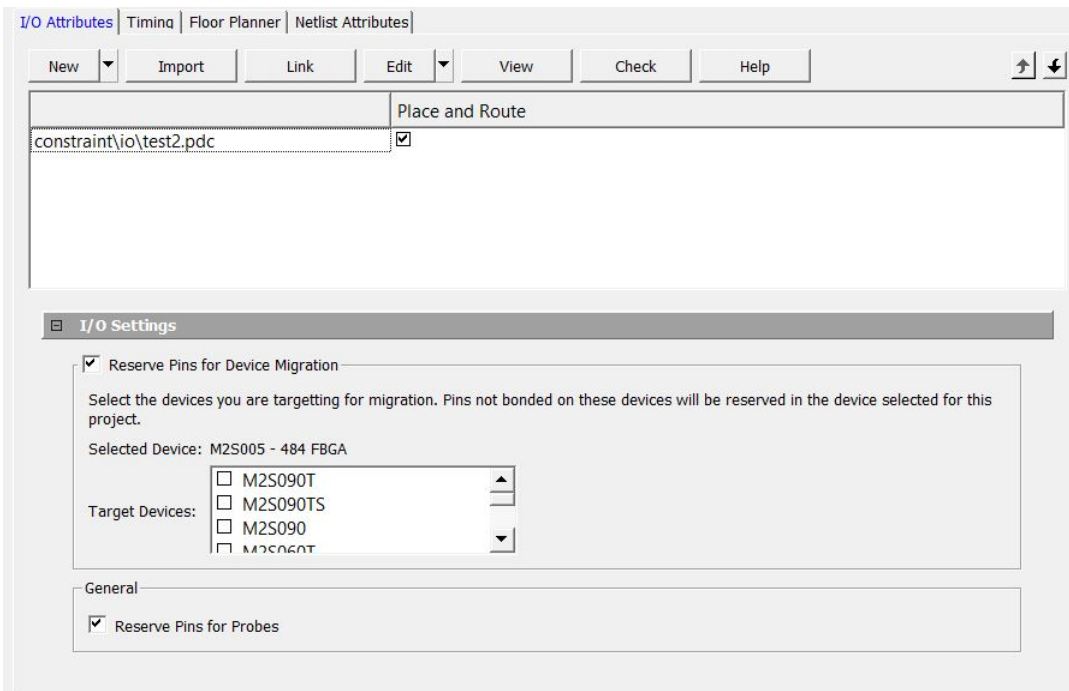 I/O Attributes Timing Floor Planner Netlist Attributes
New Import Link Edit View Check Help
Place and Route
constraint\io\test2.pdc
I/O Settings
Reserve Pins for Device Migration
Select the devices you are targetting for migration. Pins not bonded on these devices will be reserved in the device selected for this
project.
Selected Device: M2S005 - 484 FBGA
M2S090T
M2S090TS
Target Devices:
M2S090
M2S060T
General
Reserve Pins for Probes